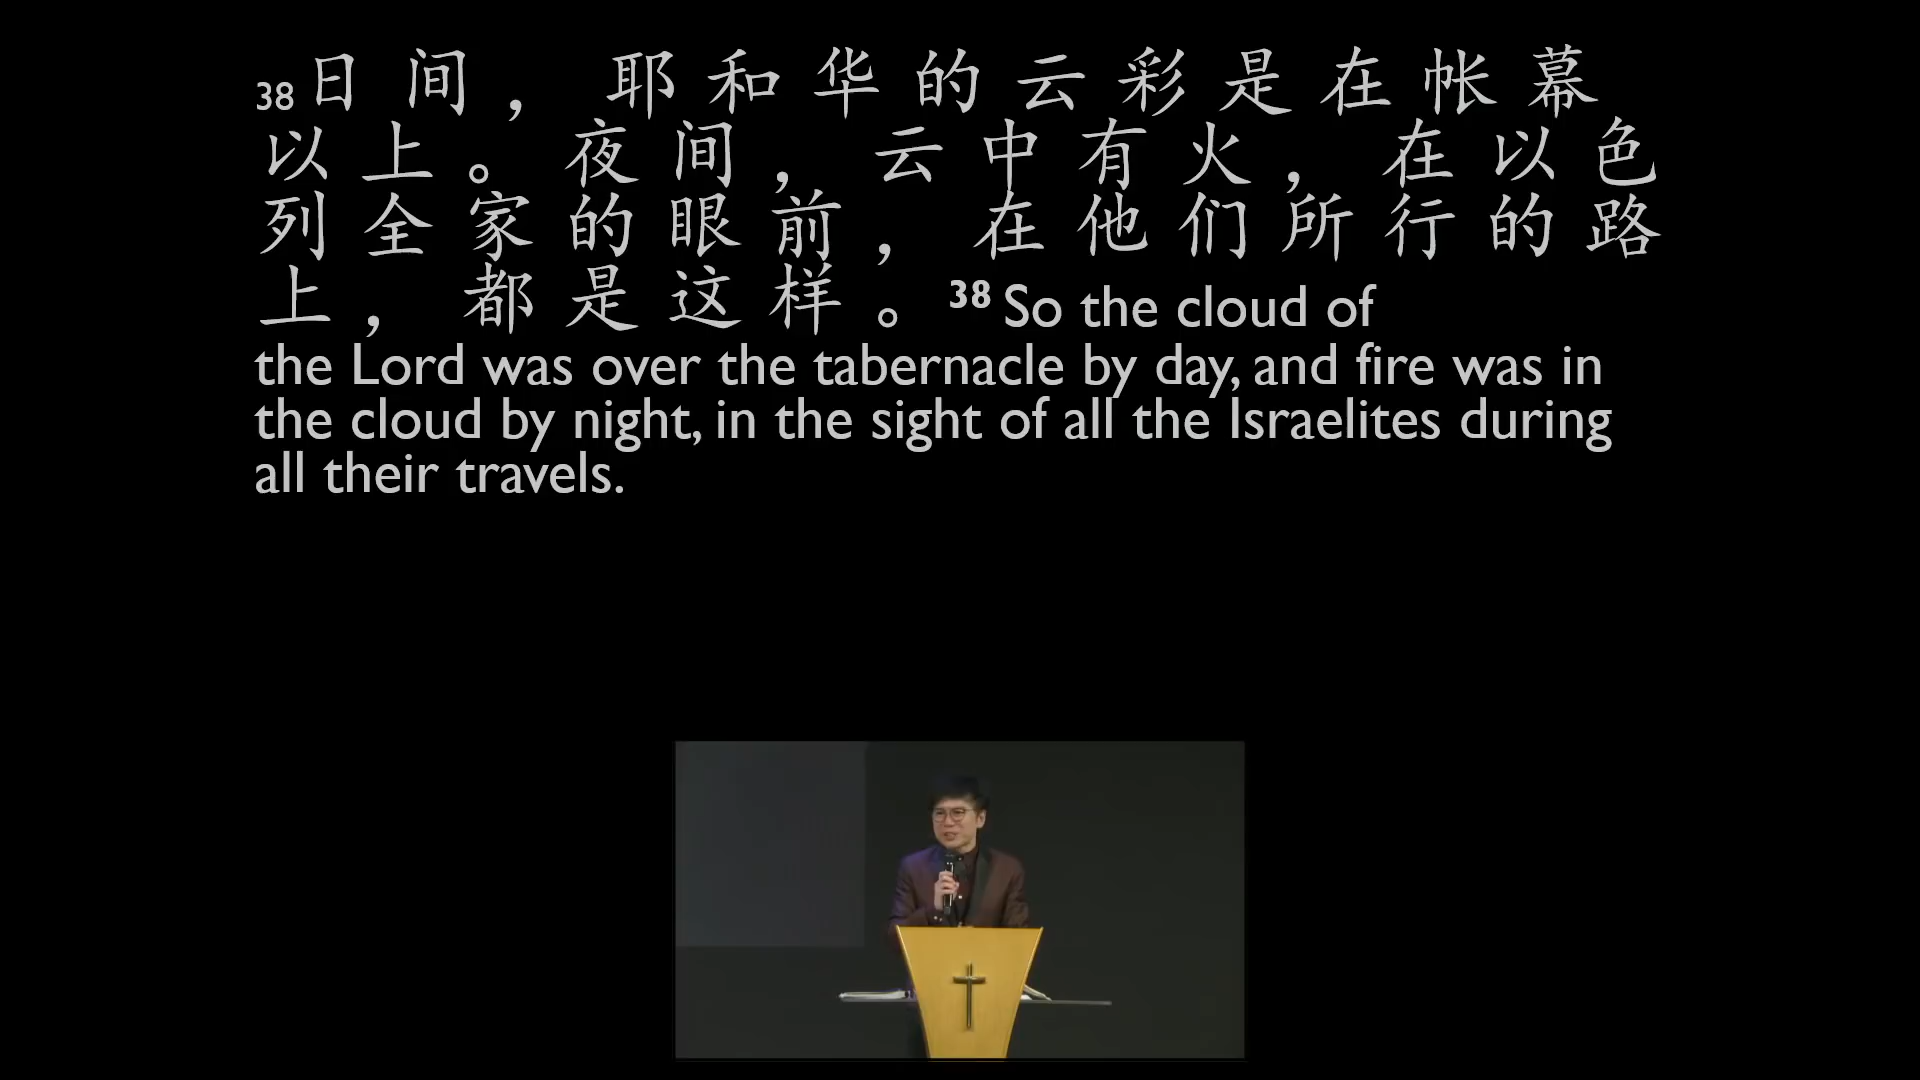 38日间，耶和华的云彩是在帐幕
以上。夜间，云中有火，在以色
列全家的眼前，在他们所行的路
上，都是这样。38 So the cloud of
the Lord was over the tabernacle by day, and fire was in
the cloud by night, in the sight of all the Israelites during
all their travels.